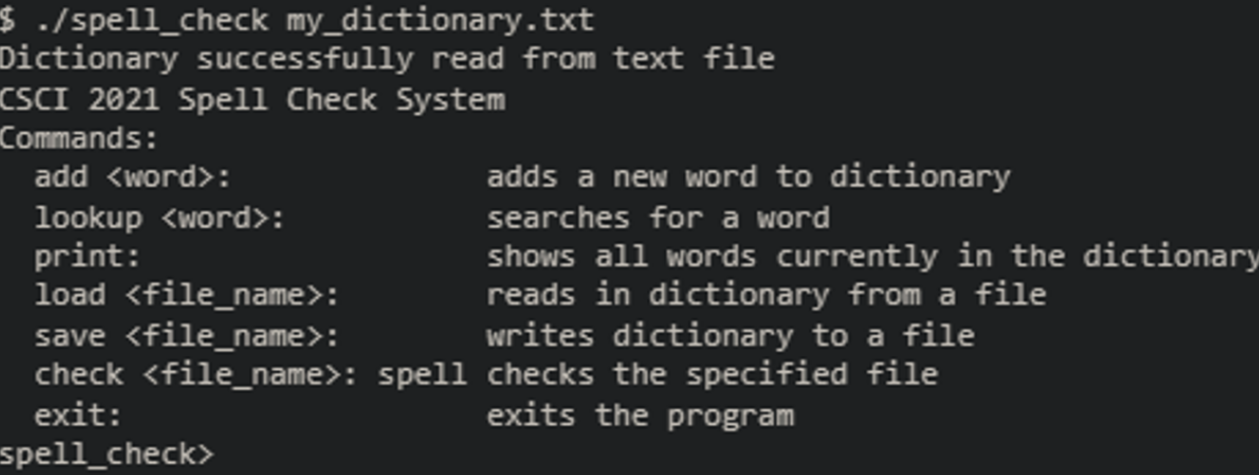 $ ./spell_check my_dictionary.txt
Dictionary successfully read from text file
CSCI 2021 Spell Check System
Commands:
  add <word>:              adds a new word to dictionary
  lookup <word>:           searches for a word
  print:                   shows all words currently in the dictionary
  load <file_name>:        reads in dictionary from a file
  save <file_name>:        writes dictionary to a file
  check <file_name>: spell checks the specified file
  exit:                    exits the program
spell_check>